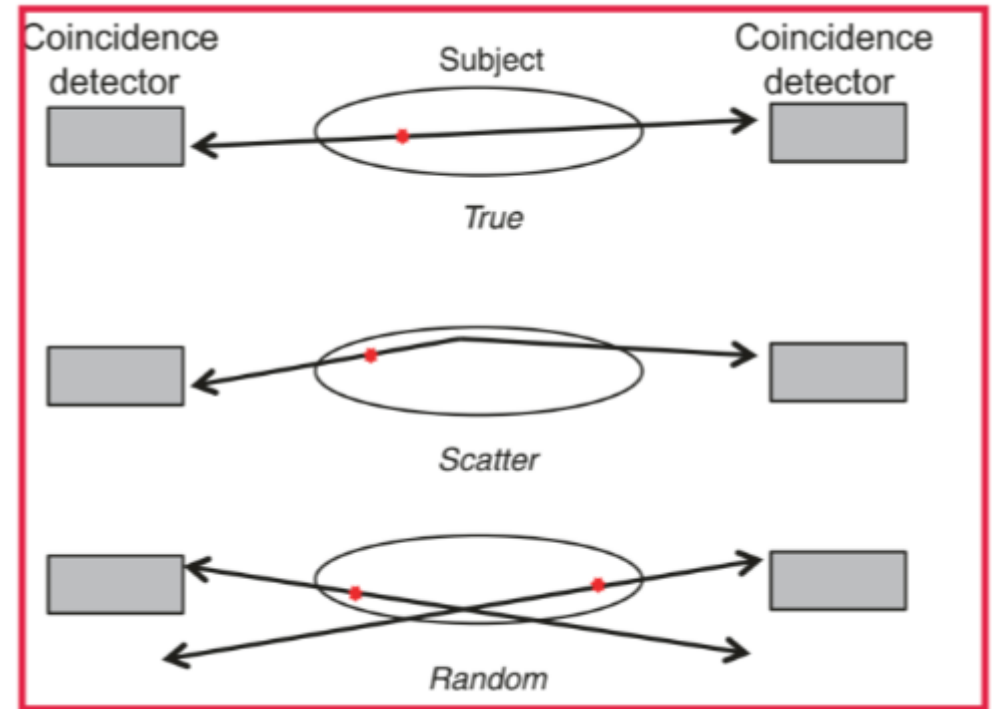 Coincidence
detector
Subject
Coincidence
detector
True
Scatter
Random